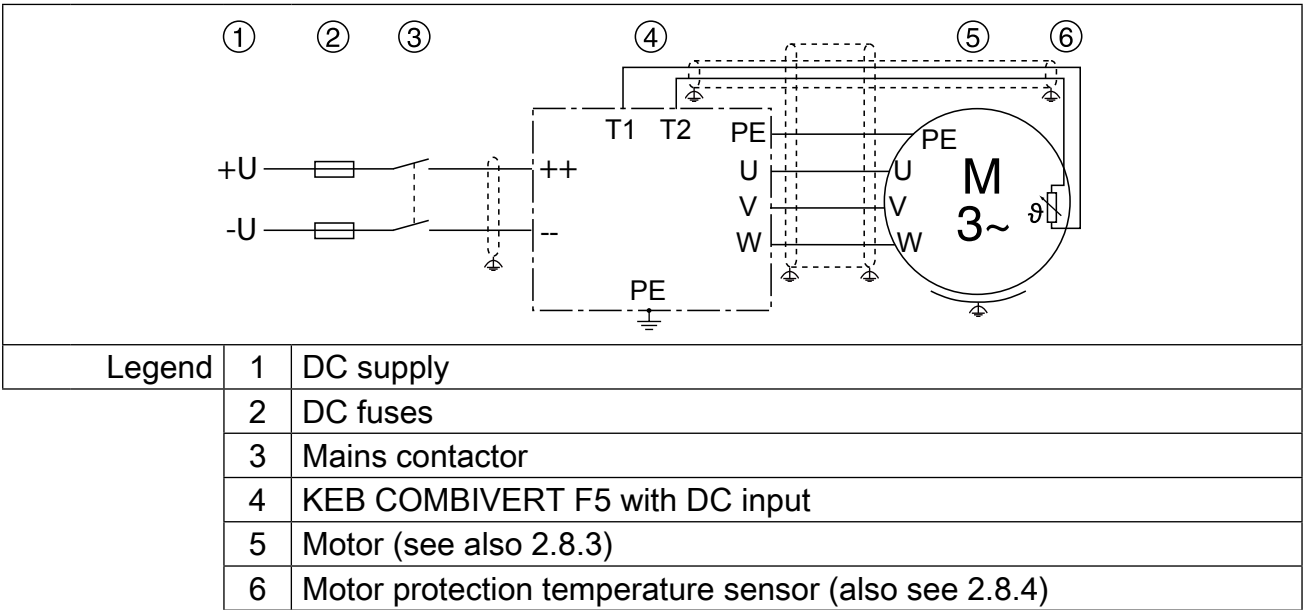 ① ② ③ ④ ⑤ ⑥
T1 T2 PE PE
+U ++ U U M
V V 3~ ϑ
-U -- W W
PE
Legend 1 DC supply
2 DC fuses
3 Mains contactor
4 KEB COMBIVERT F5 with DC input
5 Motor (see also 2.8.3)
6 Motor protection temperature sensor (also see 2.8.4)